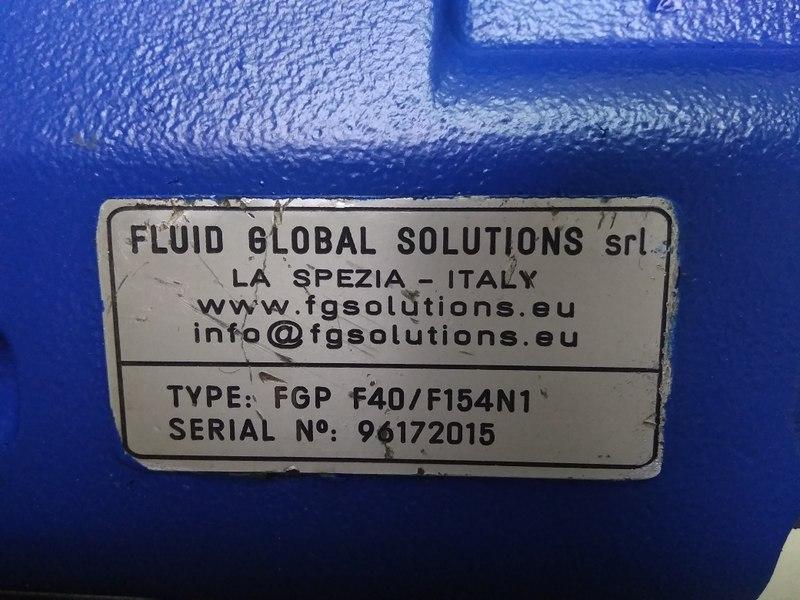 FLUID GLOBAL SOLUTIONS srl
LA SPEZIA - ITALY
www.fgsolutions.eu
info@fgsolutions.eu
TYPE: FGP F40/F154N1
SERIAL Nº: 96172015